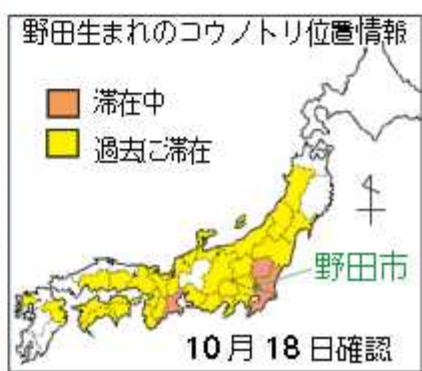 野田生まれのコウノトリ位置情報
滞在中
過去に滞在
野田市
10月18日確認